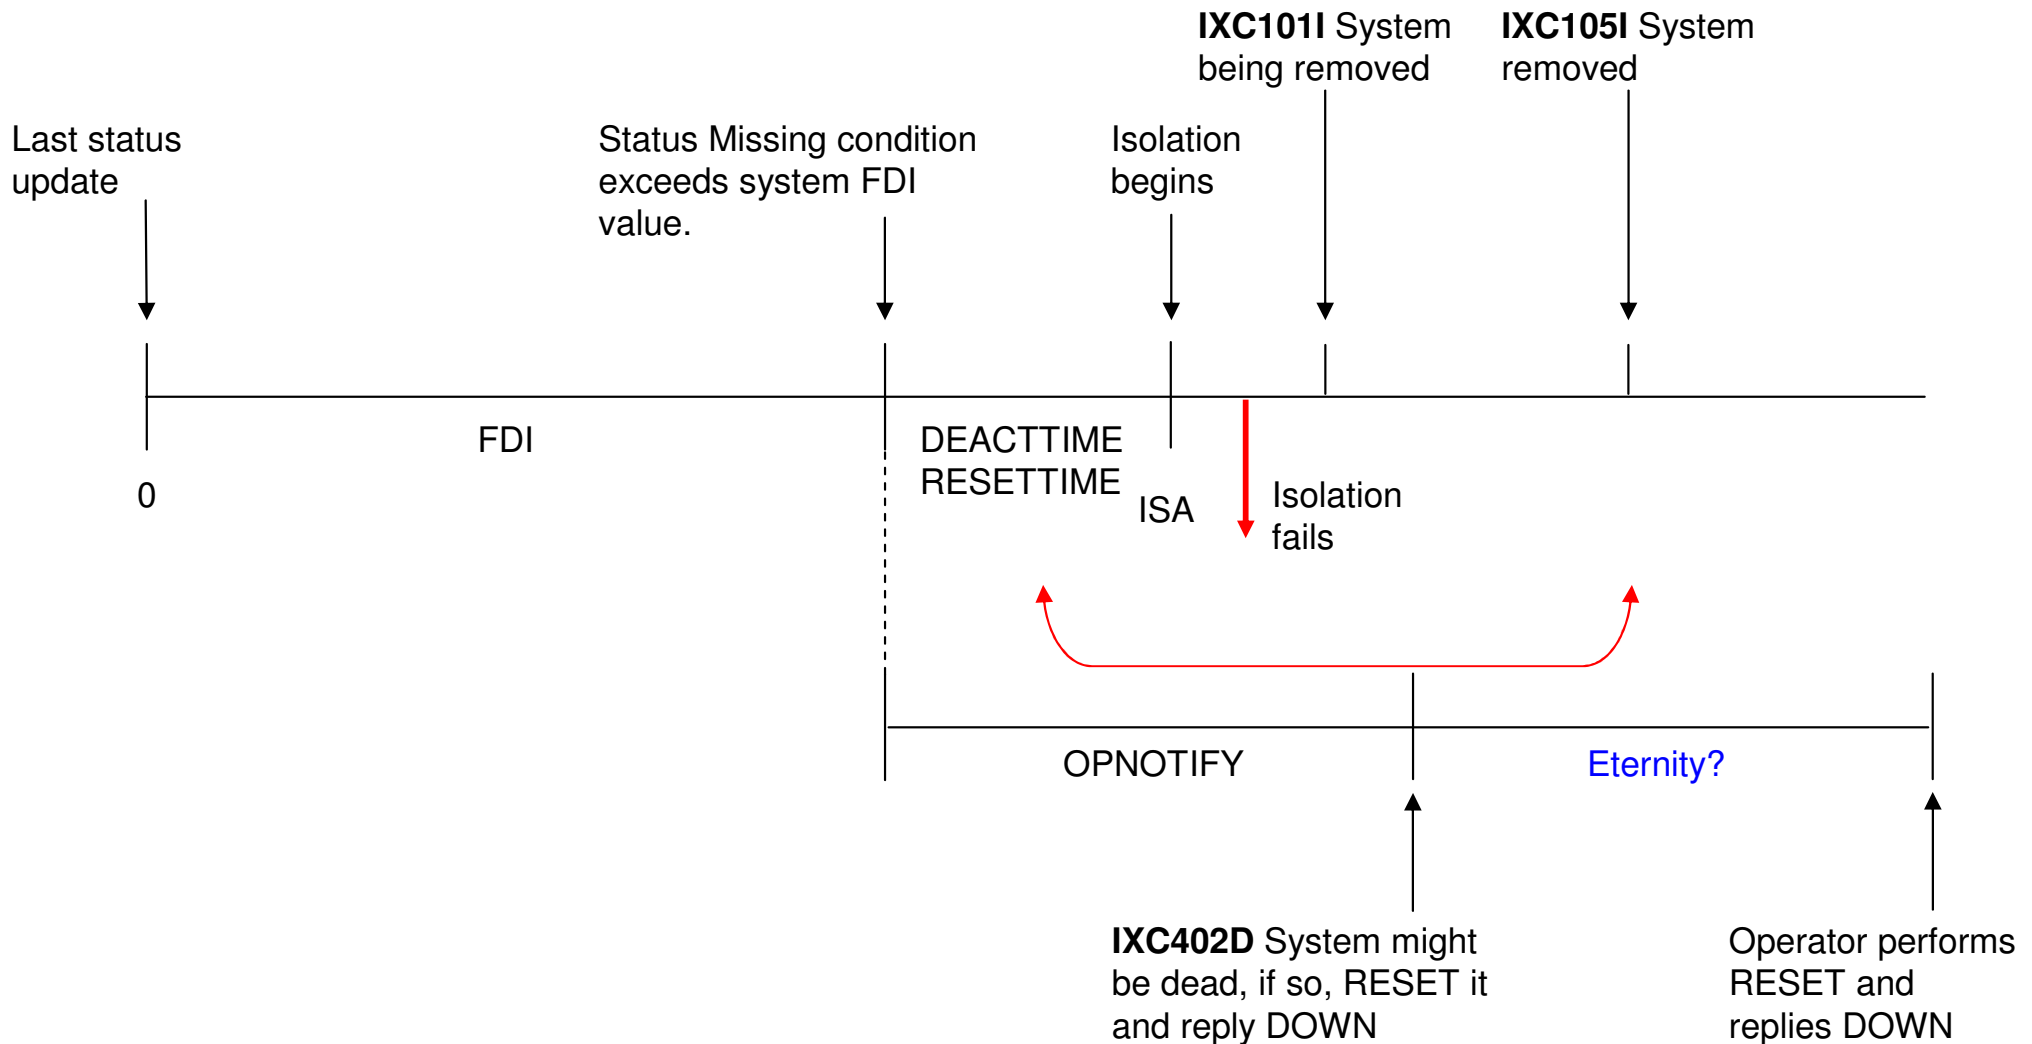 IXC101I System
being removed
IXC105I System
removed
Last status
update
Status Missing condition
exceeds system FDI
value.
Isolation
begins
FDI
DEACTTIME
RESETTIME
0
ISA
Isolation
fails
OPNOTIFY
Eternity?
IXC402D System might
be dead, if so, RESET it
and reply DOWN
Operator performs
RESET and
replies DOWN